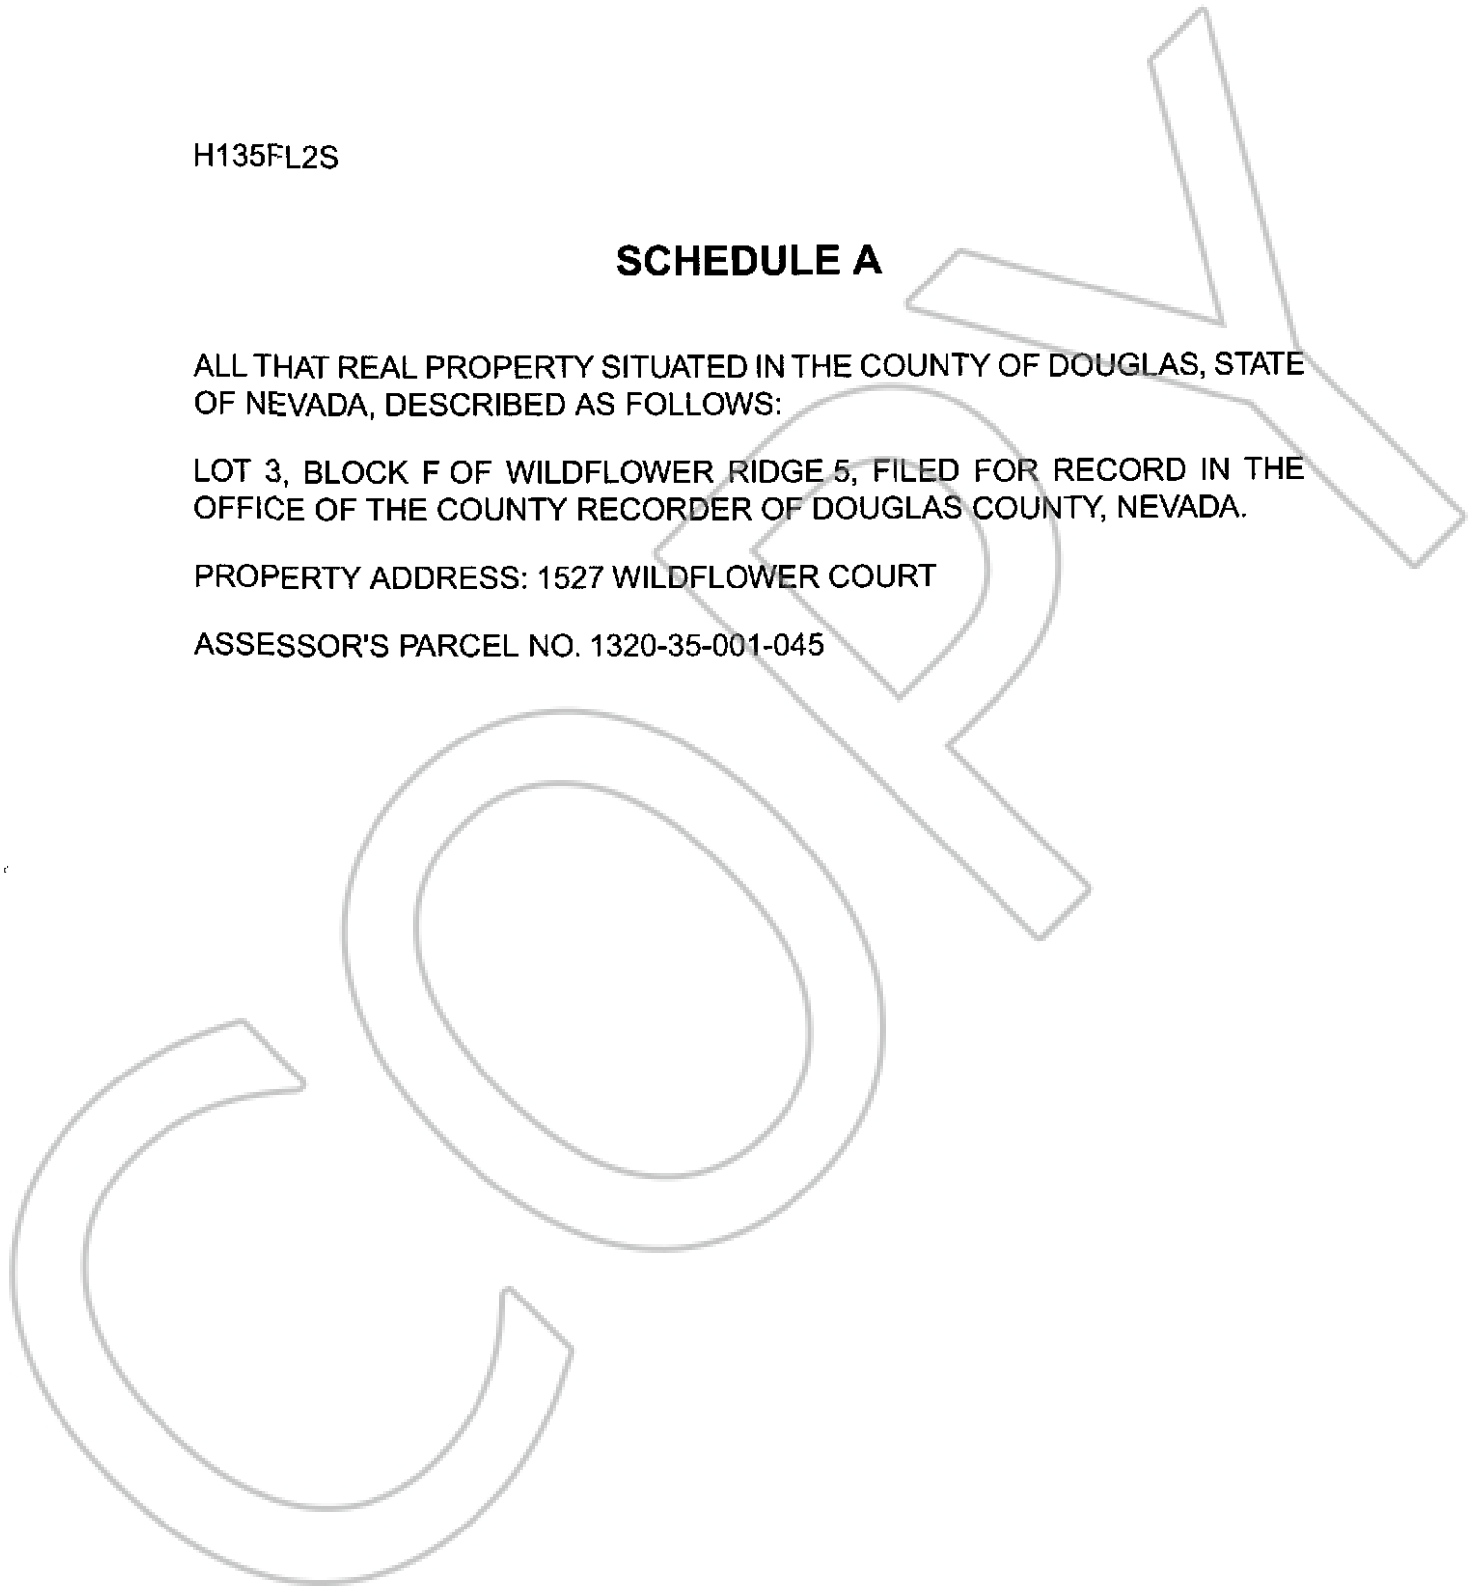 H135FL2S
SCHEDULE A
ALL THAT REAL PROPERTY SITUATED IN THE COUNTY OF DOUGLAS, STATE
OF NEVADA, DESCRIBED AS FOLLOWS:
LOT 3, BLOCK F OF WILDFLOWER RIDGE 5, FILED FOR RECORD IN THE
OFFICE OF THE COUNTY RECORDER OF DOUGLAS COUNTY, NEVADA.
PROPERTY ADDRESS: 1527 WILDFLOWER COURT
ASSESSOR'S PARCEL NO. 1320-35-001-045
COPY